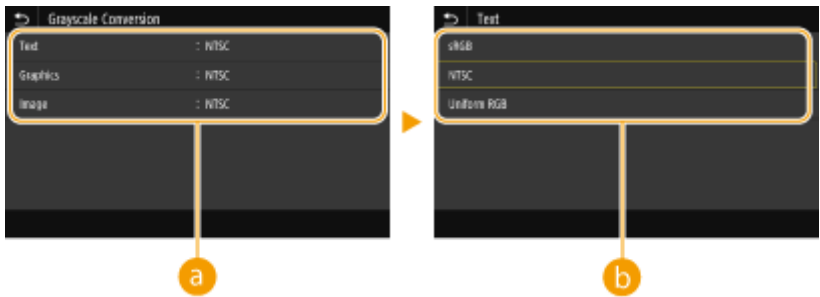 Grayscale Conversion
Text : NTSC
Graphics : NTSC
Image : NTSC
a
Text
sRGB
NTSC
Uniform RGB
b